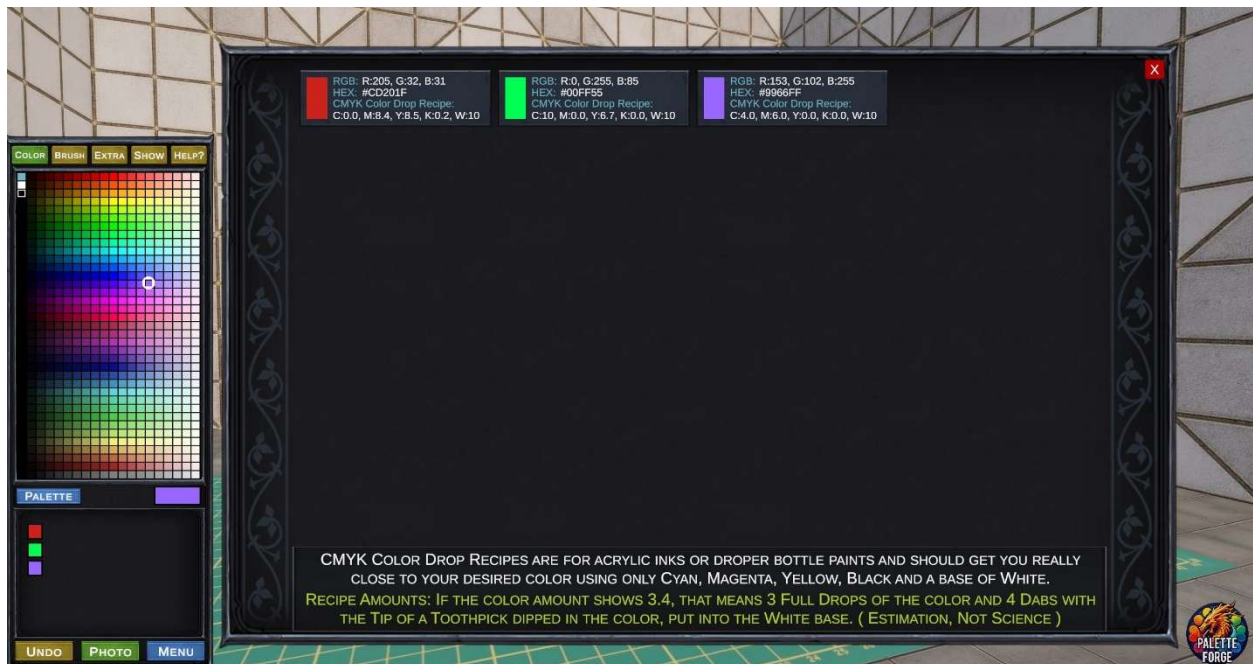 RGB: R:205, G:32, B:31
HEX: #CD201F
CMYK Color Drop Recipe:
C:0.0, M:8.4, Y:8.5, K:0.2, W:10
RGB: R:0, G:255, B:85
HEX: #00FF55
CMYK Color Drop Recipe:
C:10, M:0.0, Y:6.7, K:0.0, W:10
RGB: R:153, G:102, B:255
HEX: #9966FF
CMYK Color Drop Recipe:
C:4.0, M:6.0, Y:0.0, K:0.0, W:10
X
COLOR BRUSH EXTRA SHOW HELP?
PALETTE
CMYK COLOR DROP RECIPES ARE FOR ACRYLIC INKS OR DROPER BOTTLE PAINTS AND SHOULD GET YOU REALLY
CLOSE TO YOUR DESIRED COLOR USING ONLY CYAN, MAGENTA, YELLOW, BLACK AND A BASE OF WHITE.
RECIPE AMOUNTS: IF THE COLOR AMOUNT SHOWS 3.4, THAT MEANS 3 FULL DROPS OF THE COLOR AND 4 DABS WITH
THE TIP OF A TOOTHPICK DIPPED IN THE COLOR, PUT INTO THE WHITE BASE. ( ESTIMATION, NOT SCIENCE )
UNDO PHOTO MENU
PALETTE
FORGE